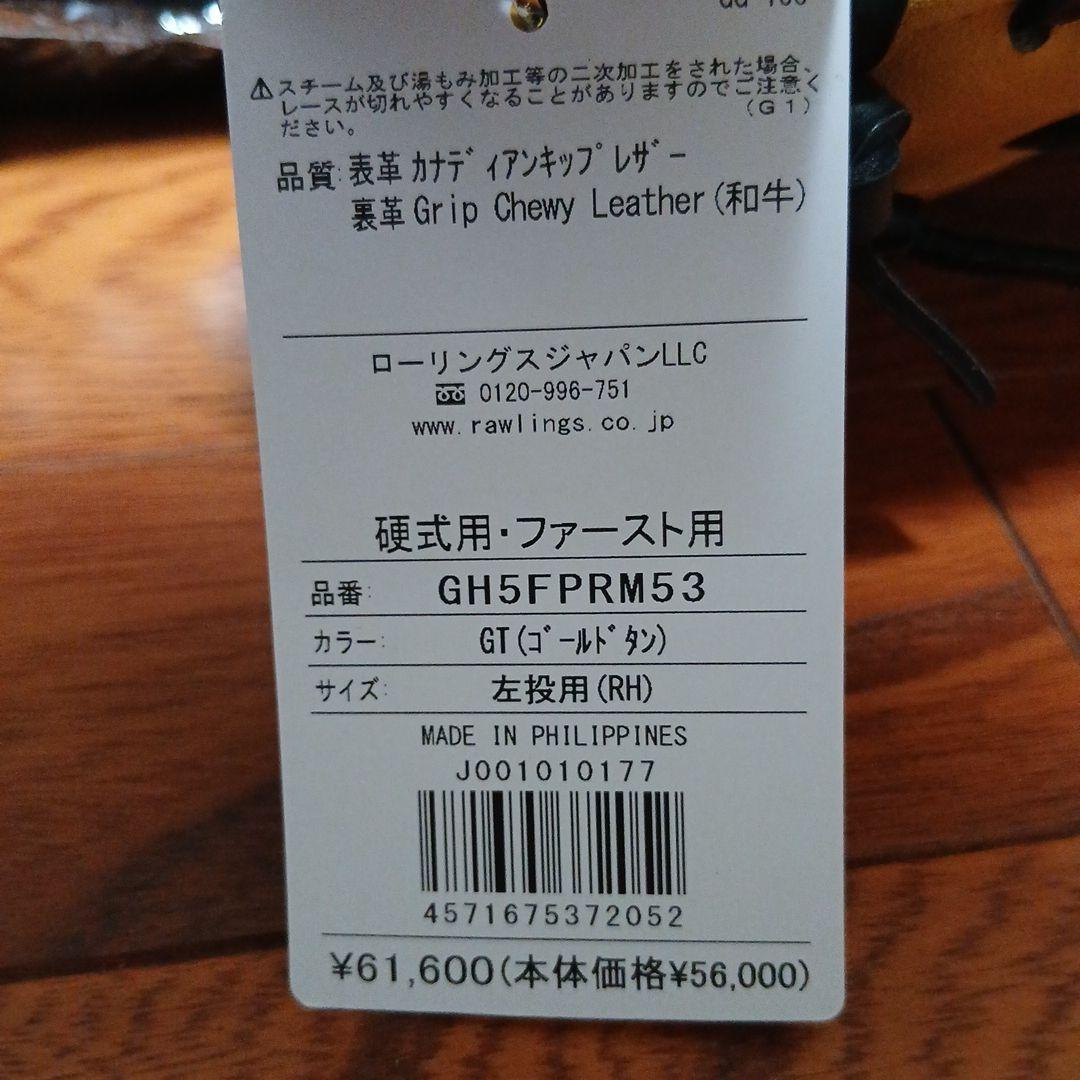 ⚠スチーム及び湯もみ加工等の二次加工をされた場合、
レースが切れやすくなることがありますのでご注意く
ださい。 （G1）
品質:表革 カナディアンキップレザー
裏革 Grip Chewy Leather(和牛)
ローリングスジャパンLLC
0120-996-751
www.rawlings.co.jp
硬式用・ファースト用
品番: GH5FPRM53
カラー: GT(ゴールドタン)
サイズ: 左投用(RH)
MADE IN PHILIPPINES
J001010177
4571675372052
¥61,600(本体価格¥56,000)